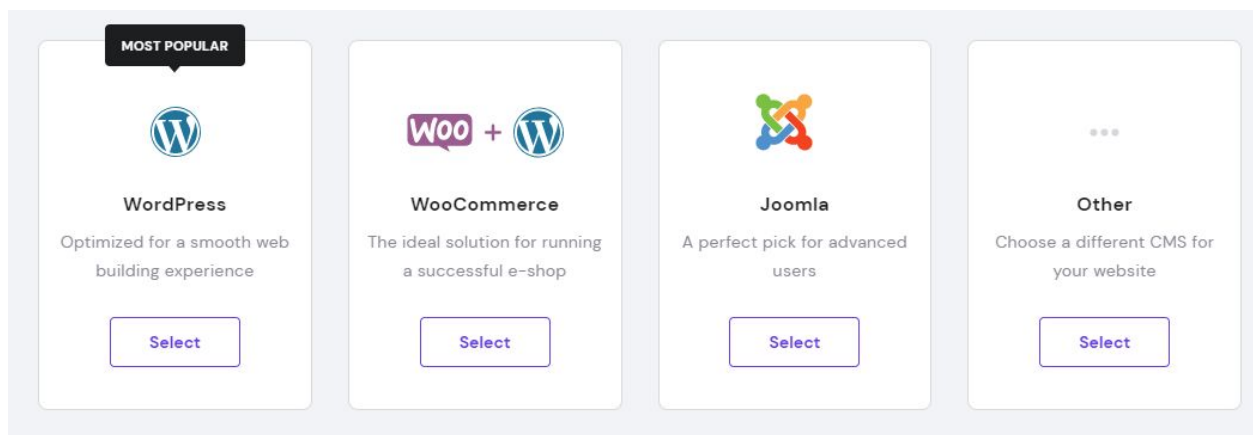 MOST POPULAR
W
WordPress
Optimized for a smooth web
building experience
Select
Woo + W
WooCommerce
The ideal solution for running
a successful e-shop
Select
Joomla
A perfect pick for advanced
users
Select
...
Other
Choose a different CMS for
your website
Select